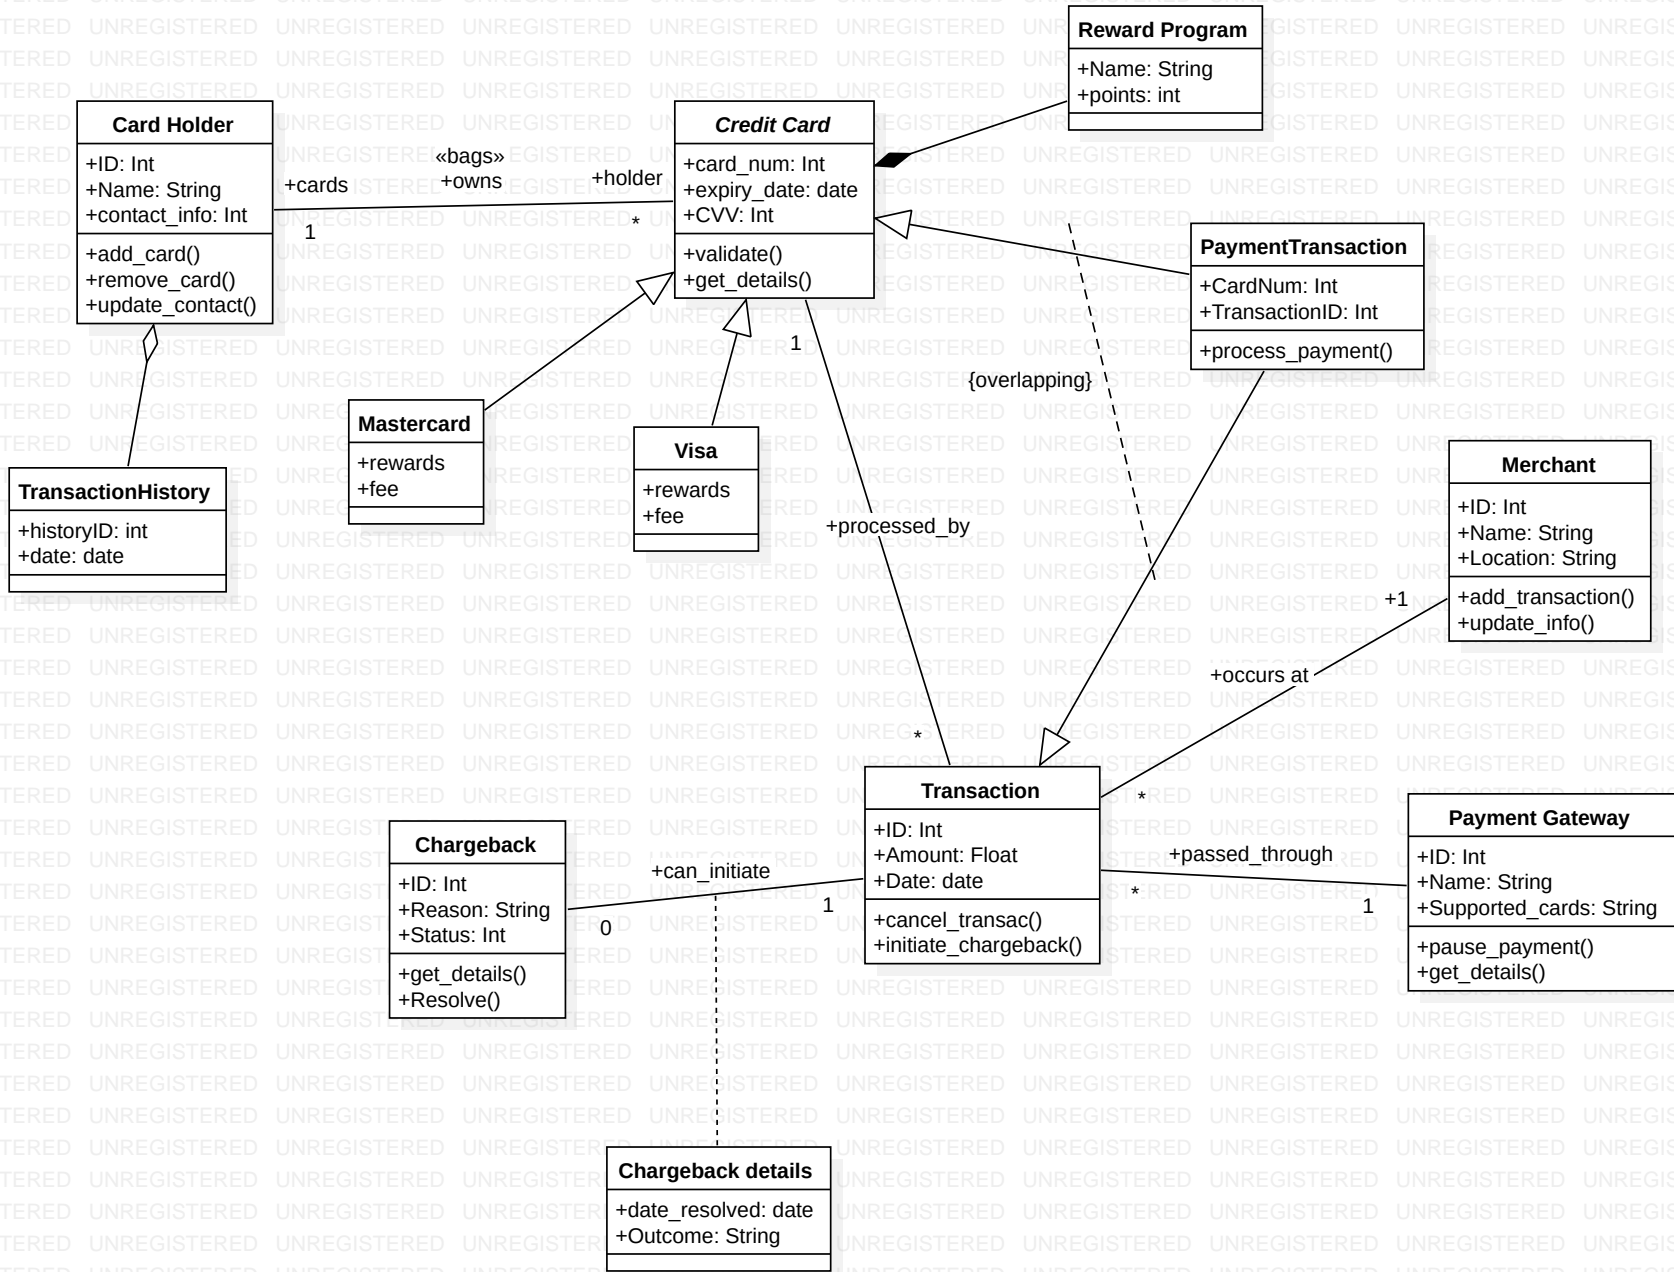 Reward Program
+Name: String
+points: int
Card Holder
+ID: Int
+Name: String
+contact_info: Int
+add_card()
+remove_card()
+update_contact()
+cards
1
«bags»
+owns
+holder
*
Credit Card
+card_num: Int
+expiry_date: date
+CVV: Int
+validate()
+get_details()
PaymentTransaction
+CardNum: Int
+TransactionID: Int
+process_payment()
1
{overlapping}
Mastercard
+rewards
+fee
Visa
+rewards
+fee
TransactionHistory
+historyID: int
+date: date
+processed_by
*
Merchant
+ID: Int
+Name: String
+Location: String
+add_transaction()
+update_info()
+1
+occurs at
*
Transaction
+ID: Int
+Amount: Float
+Date: date
+cancel_transac()
+initiate_chargeback()
Payment Gateway
+ID: Int
+Name: String
+Supported_cards: String
+pause_payment()
+get_details()
+passed_through
*
1
Chargeback
+ID: Int
+Reason: String
+Status: Int
+get_details()
+Resolve()
+can_initiate
0
1
Chargeback details
+date_resolved: date
+Outcome: String
UNREGISTERED